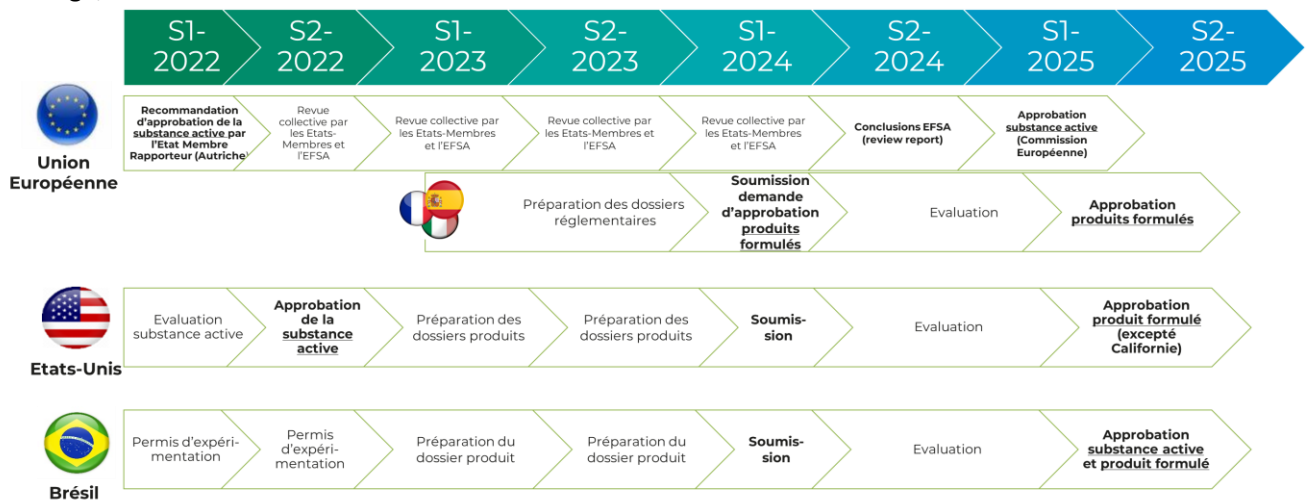 S1-
2022
S2-
2022
S1-
2023
S2-
2023
S1-
2024
S2-
2024
S1-
2025
S2-
2025
Union
Européenne
Recommandation
d'approbation de la
substance active par
l'Etat Membre
Rapporteur (Autriche)
Revue
collective par
les Etats-
Membres et
l'EFSA
Revue collective par
les Etats-Membres
et l'EFSA
Revue collective par
les Etats-Membres et
l'EFSA
Revue collective par
les Etats-Membres
et l'EFSA
Conclusions EFSA
(review report)
Approbation
substance active
(Commission
Européenne)
Préparation des dossiers
réglementaires
Soumission
demande
d'approbation
produits
formulés
Evaluation
Approbation
produits formulés
Etats-Unis
Evaluation
substance active
Approbation
de la
substance
active
Préparation des
dossiers produits
Préparation des
dossiers produits
Soumis-
sion
Evaluation
Approbation
produit formulé
(excepté
Californie)
Brésil
Permis d'expéri-
mentation
Permis
d'expéri-
mentation
Préparation du
dossier produit
Préparation du
dossier produit
Soumis-
sion
Evaluation
Approbation
substance active
et produit formulé